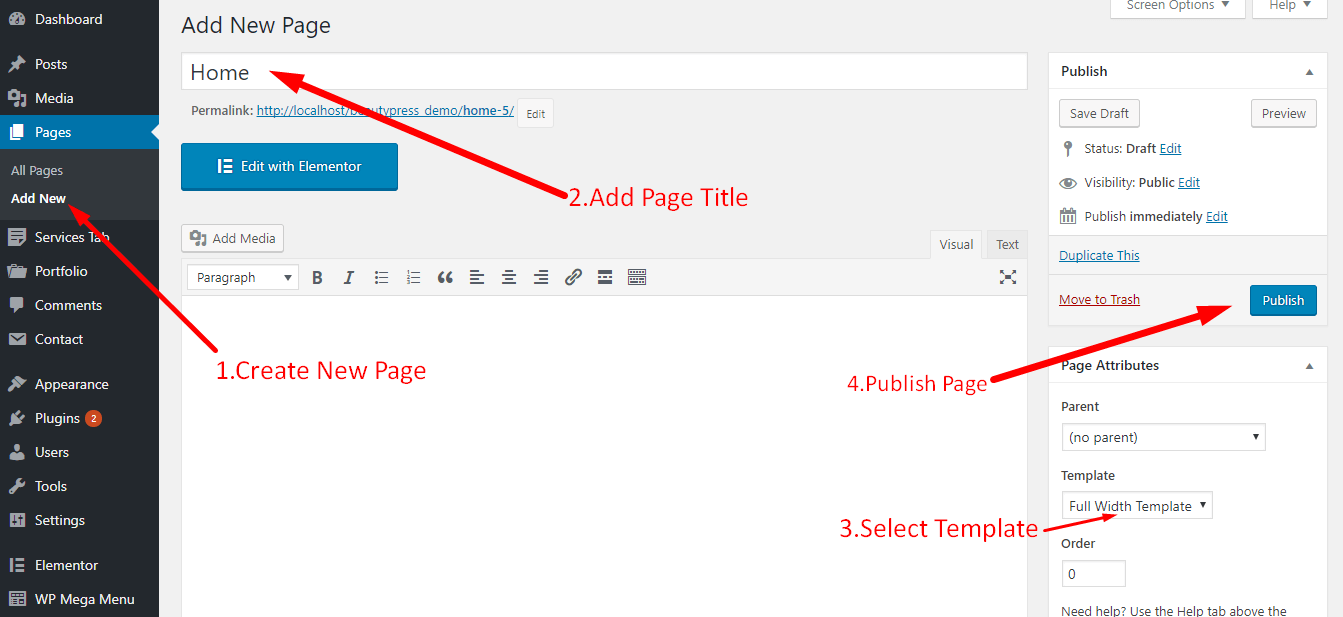 Dashboard
Posts
Media
Pages
All Pages
Add New
Services Tab
Portfolio
Comments
Contact
Appearance
Plugins 2
Users
Tools
Settings
Elementor
WP Mega Menu
Screen Options
Help
Add New Page
Home
Permalink: http://localhost/beautypress_demo/home-5/ Edit
Edit with Elementor
2.Add Page Title
Add Media
Visual Text
Paragraph
1.Create New Page
Publish
Save Draft Preview
Status: Draft Edit
Visibility: Public Edit
Publish immediately Edit
Duplicate This
Move to Trash Publish
4.Publish Page
Page Attributes
Parent
(no parent)
Template
Full Width Template
3.Select Template
Order
0
Need help? Use the Help tab above the